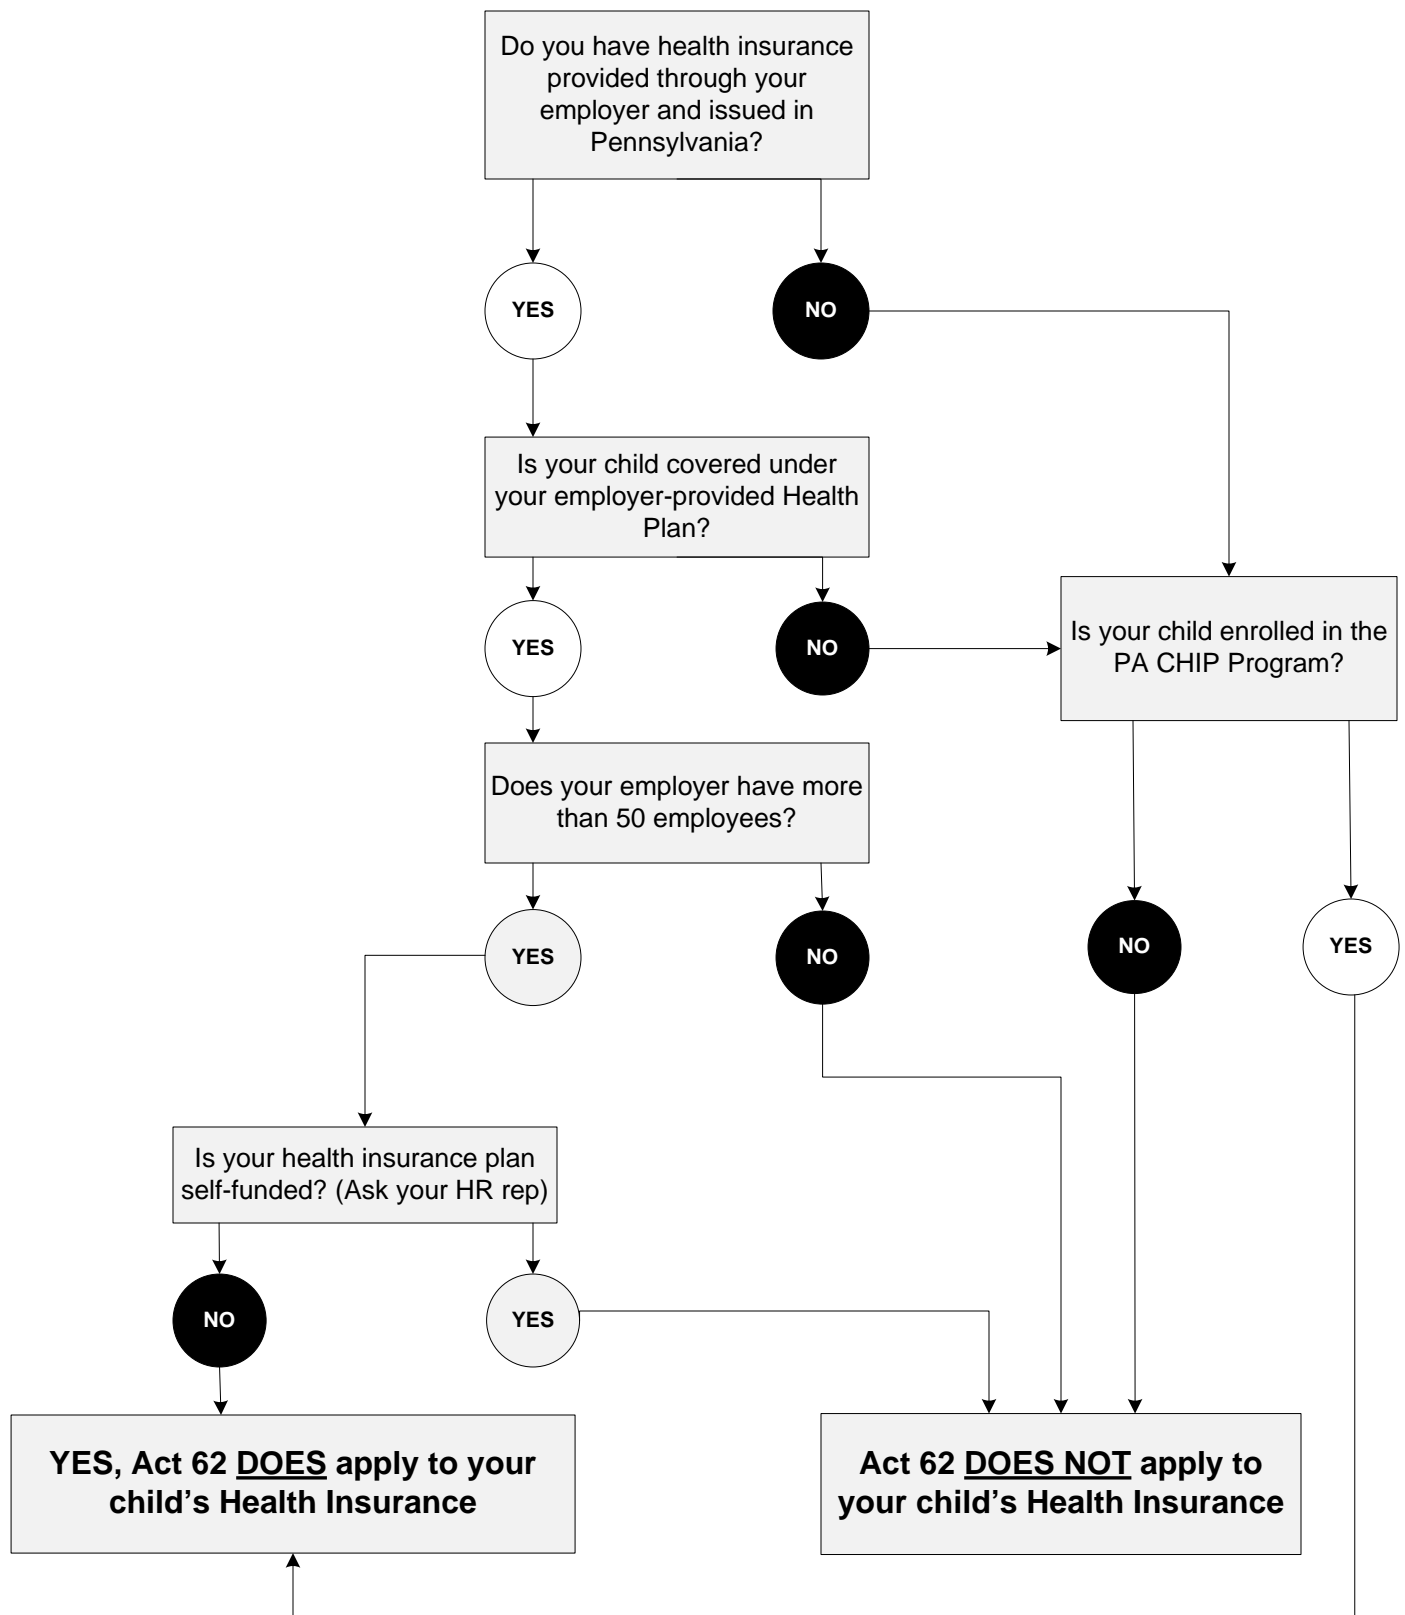 Do you have health insurance
provided through your
employer and issued in
Pennsylvania?
YES
NO
Is your child covered under
your employer-provided Health
Plan?
YES
NO
Is your child enrolled in the
PA CHIP Program?
Does your employer have more
than 50 employees?
YES
NO
NO
YES
Is your health insurance plan
self-funded? (Ask your HR rep)
NO
YES
YES, Act 62 DOES apply to your
child’s Health Insurance
Act 62 DOES NOT apply to
your child’s Health Insurance